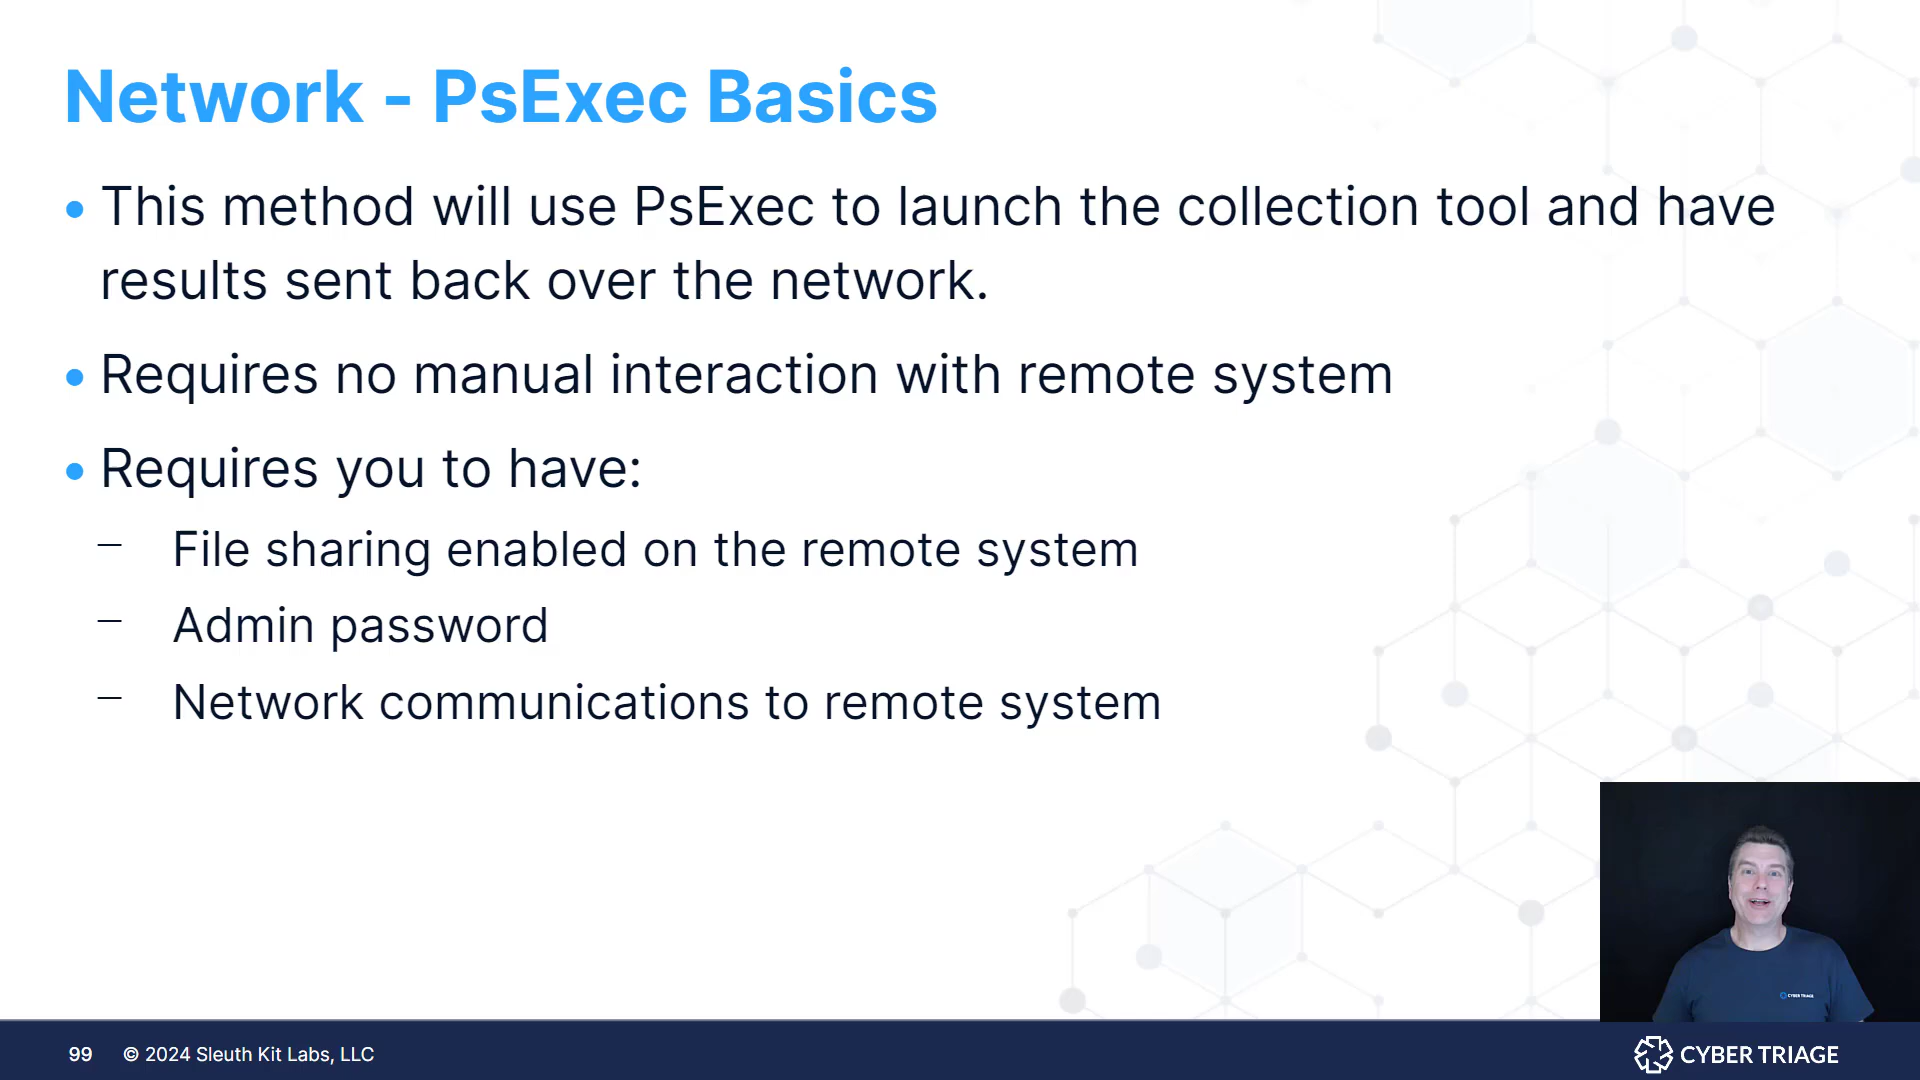 Network - PsExec Basics
• This method will use PsExec to launch the collection tool and have
results sent back over the network.
• Requires no manual interaction with remote system
• Requires you to have:
– File sharing enabled on the remote system
– Admin password
– Network communications to remote system
CYBER TRIAGE
99 © 2024 Sleuth Kit Labs, LLC
CYBER TRIAGE